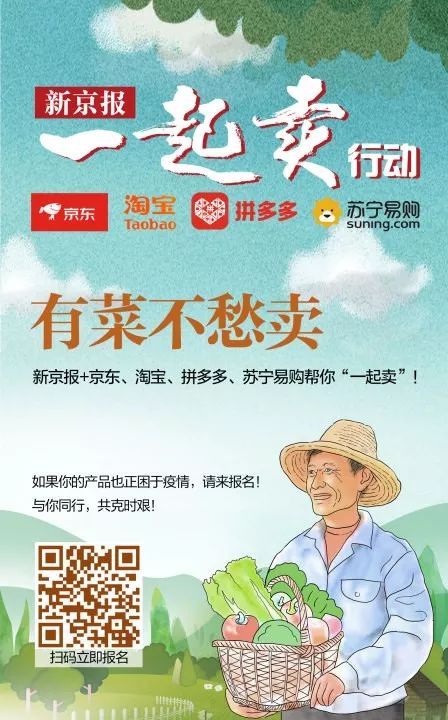 新京报
一起卖 行动
京东 淘宝 拼多多 苏宁易购
Taobao suning.com
有菜不愁卖
新京报+京东、淘宝、拼多多、苏宁易购帮你“一起卖”！
如果你的产品也正困于疫情，请来报名！
与你同行，共克时艰！
扫码立即报名